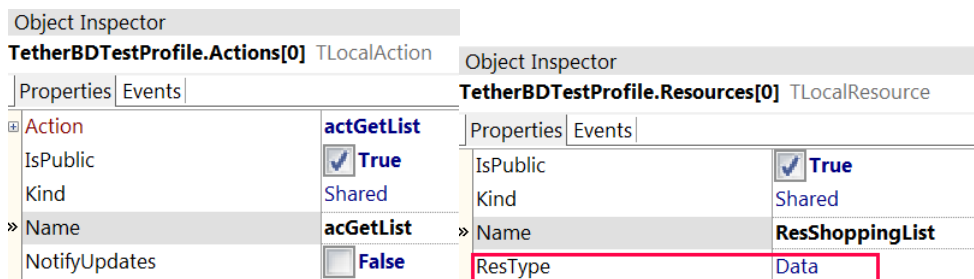 Object Inspector
TetherBDTestProfile.Actions[0] TLocalAction
Properties Events
Action actGetList
IsPublic True
Kind Shared
Name acGetList
NotifyUpdates False
Object Inspector
TetherBDTestProfile.Resources[0] TLocalResource
Properties Events
IsPublic True
Kind Shared
Name ResShoppingList
ResType Data